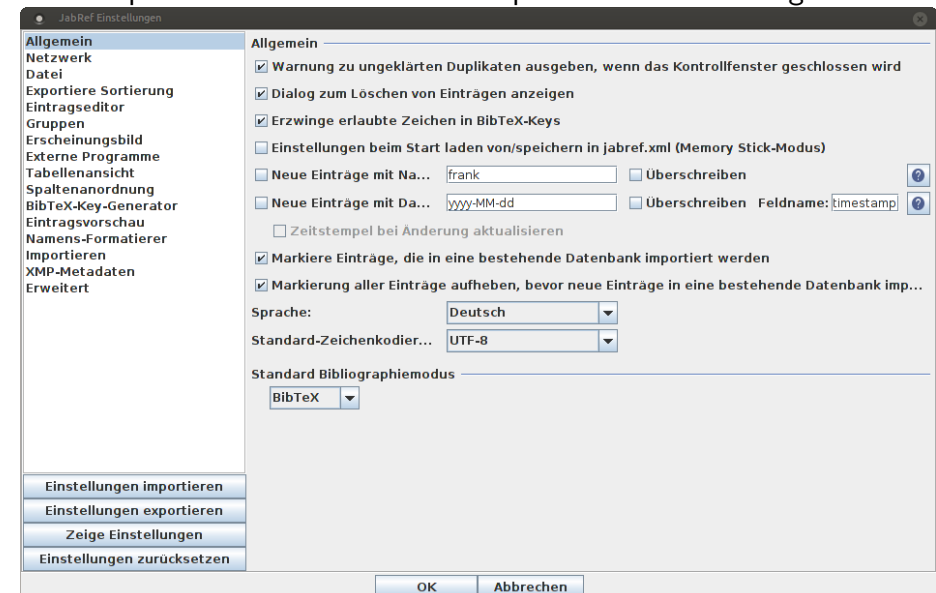 JabRef Einstellungen
Allgemein
Netzwerk
Datei
Exportiere Sortierung
Eintragseditor
Gruppen
Erscheinungsbild
Externe Programme
Tabellenansicht
Spaltenanordnung
BibTeX-Key-Generator
Eintragsvorschau
Namens-Formatierer
Importieren
XMP-Metadaten
Erweitert
Einstellungen importieren
Einstellungen exportieren
Zeige Einstellungen
Einstellungen zurücksetzen
Allgemein
Warnung zu ungeklärten Duplikaten ausgeben, wenn das Kontrollfenster geschlossen wird
Dialog zum Löschen von Einträgen anzeigen
Erzwinge erlaubte Zeichen in BibTeX-Keys
Einstellungen beim Start laden von/speichern in jabref.xml (Memory Stick-Modus)
Neue Einträge mit Na... frank Überschreiben ?
Neue Einträge mit Da... yyyy-MM-dd Überschreiben Feldname: timestamp ?
Zeitstempel bei Änderung aktualisieren
Markiere Einträge, die in eine bestehende Datenbank importiert werden
Markierung aller Einträge aufheben, bevor neue Einträge in eine bestehende Datenbank imp...
Sprache: Deutsch
Standard-Zeichenkodier... UTF-8
Standard Bibliographiemodus
BibTeX
OK Abbrechen